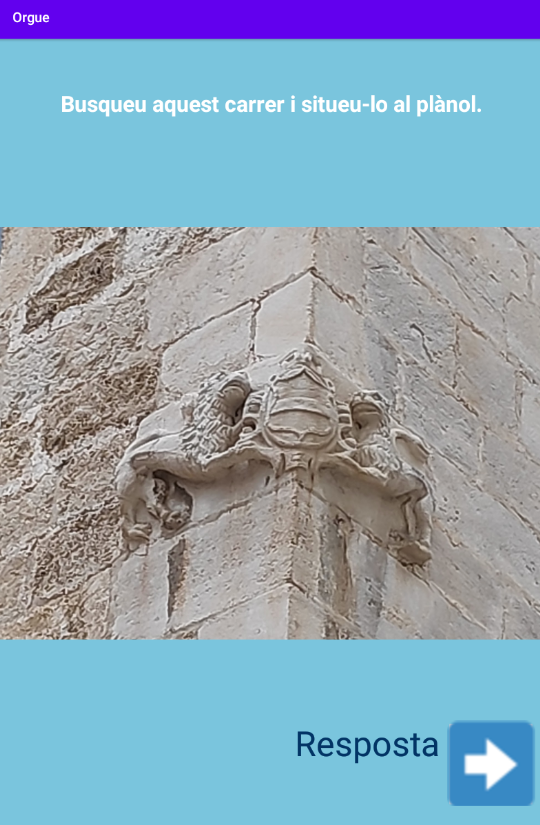 Orgue
Busqueu aquest carrer i situeu-lo al plànol.
Resposta